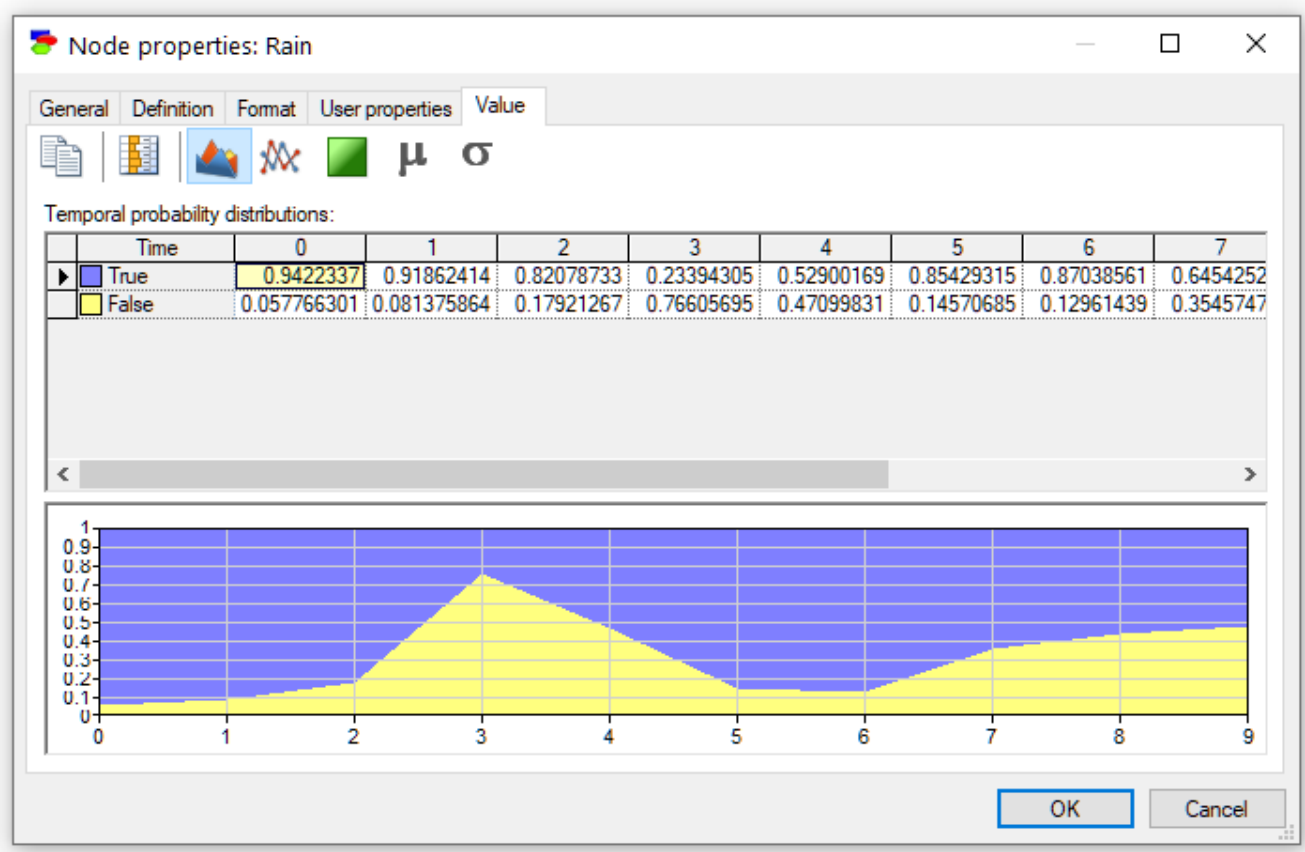 Node properties: Rain
General Definition Format User properties Value
μ σ
Temporal probability distributions:
Time 0 1 2 3 4 5 6 7
True 0.9422337 0.91862414 0.82078733 0.23394305 0.52900169 0.85429315 0.87038561 0.6454252
False 0.057766301 0.081375864 0.17921267 0.76605695 0.47099831 0.14570685 0.12961439 0.3545747
1
0.9
0.8
0.7
0.6
0.5
0.4
0.3
0.2
0.1
0
0 1 2 3 4 5 6 7 8 9
OK Cancel